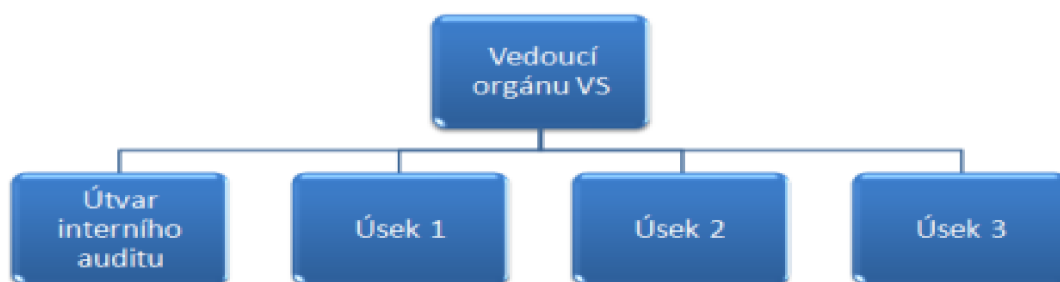 Vedoucí
orgánu VS
Útvar
interního
auditu
Úsek 1
Úsek 2
Úsek 3